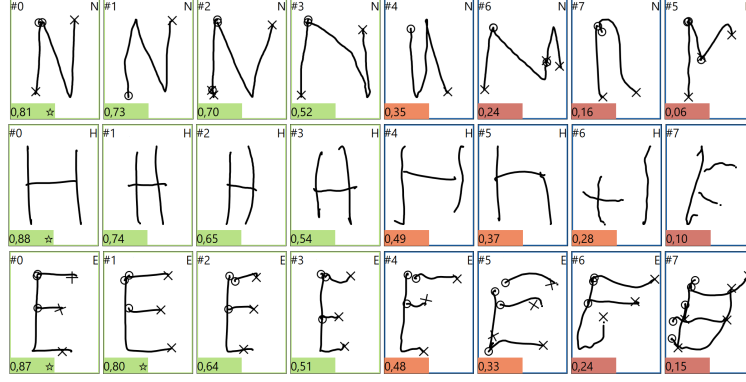 #0 N #1 N #2 N #3 N #4 N #6 N #7 N #5
0,81 ☆ 0,73 0,70 0,52 0,35 0,24 0,16 0,06
#0 H #1 H #2 H #3 H #4 H #5 H #6 H #7
0,88 ☆ 0,74 0,65 0,54 0,49 0,37 0,28 0,10
#0 E #1 E #2 E #3 E #4 E #5 E #6 E #7
0,87 ☆ 0,80 ☆ 0,64 0,51 0,48 0,33 0,24 0,15